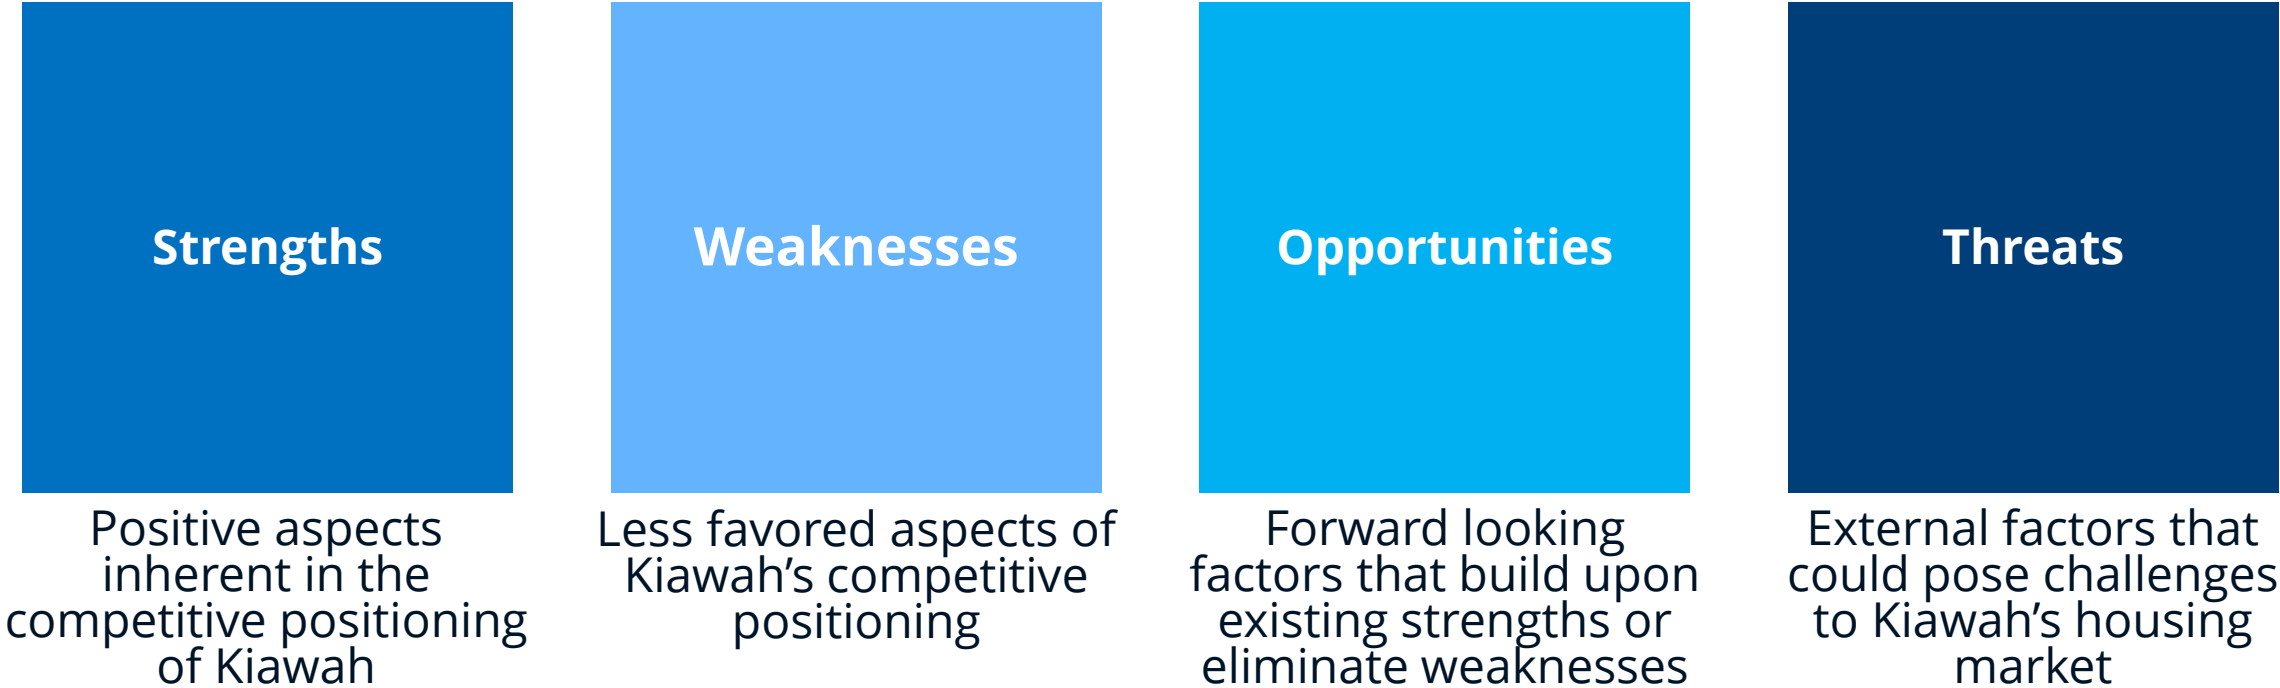 Strengths
Positive aspects
inherent in the
competitive positioning
of Kiawah
Weaknesses
Less favored aspects of
Kiawah’s competitive
positioning
Opportunities
Forward looking
factors that build upon
existing strengths or
eliminate weaknesses
Threats
External factors that
could pose challenges
to Kiawah’s housing
market